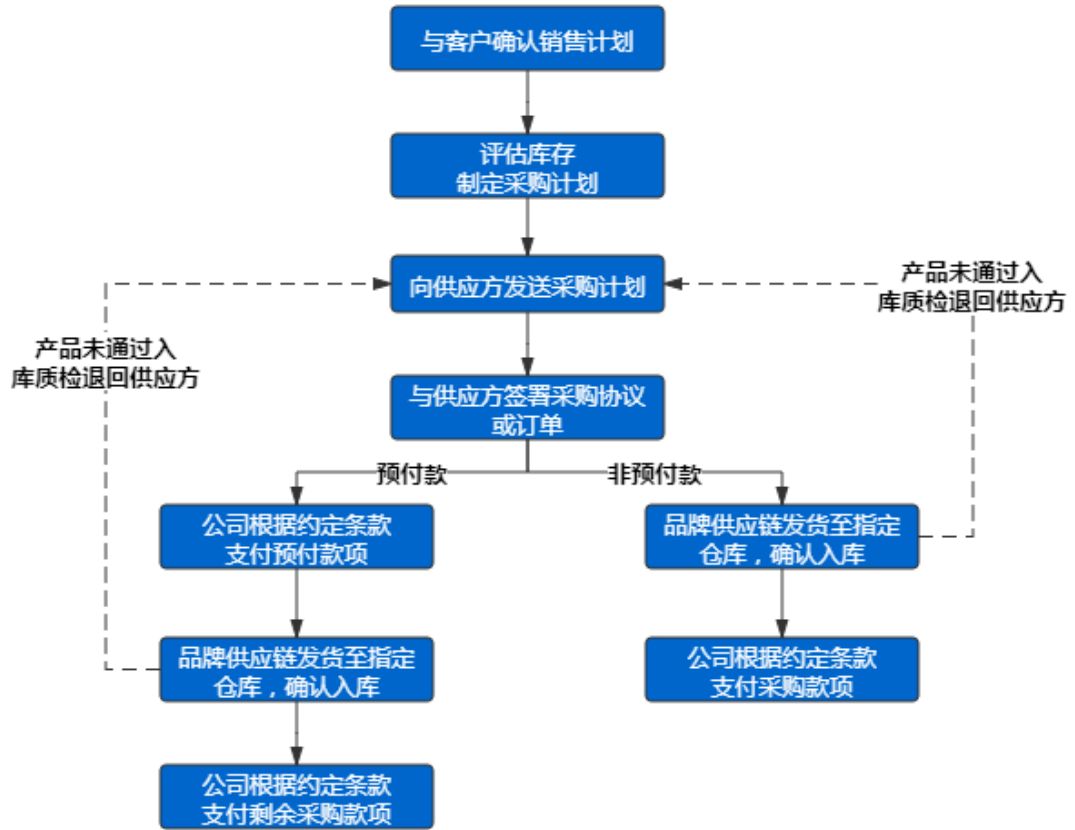 与客户确认销售计划
评估库存
制定采购计划
向供应方发送采购计划
产品未通过入
库质检退回供应方
产品未通过入
库质检退回供应方
与供应方签署采购协议
或订单
预付款
非预付款
公司根据约定条款
支付预付款项
品牌供应链发货至指定
仓库，确认入库
品牌供应链发货至指定
仓库，确认入库
公司根据约定条款
支付采购款项
公司根据约定条款
支付剩余采购款项